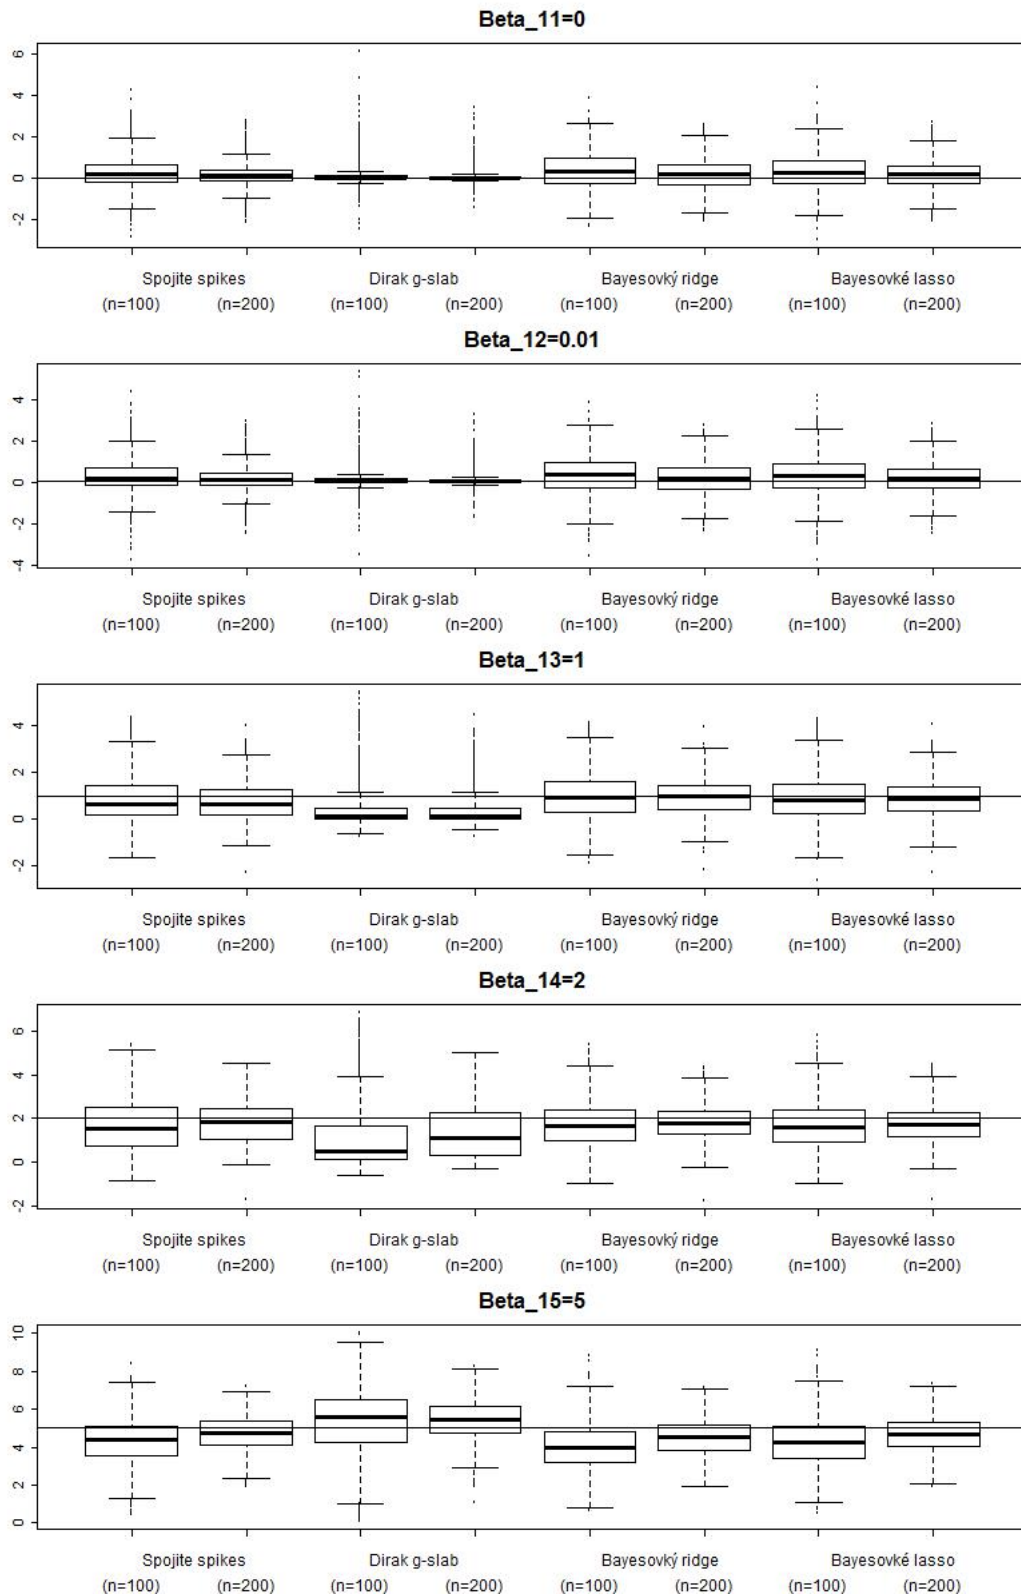 Beta_11=0
6
4
2
0
-2
Spojite spikes Dirak g-slab Bayesovký ridge Bayesovké lasso
(n=100) (n=200) (n=100) (n=200) (n=100) (n=200) (n=100) (n=200)
Beta_12=0.01
4
2
0
-2
-4
Spojite spikes Dirak g-slab Bayesovký ridge Bayesovké lasso
(n=100) (n=200) (n=100) (n=200) (n=100) (n=200) (n=100) (n=200)
Beta_13=1
4
2
0
-2
Spojite spikes Dirak g-slab Bayesovký ridge Bayesovké lasso
(n=100) (n=200) (n=100) (n=200) (n=100) (n=200) (n=100) (n=200)
Beta_14=2
6
4
2
0
-2
Spojite spikes Dirak g-slab Bayesovký ridge Bayesovké lasso
(n=100) (n=200) (n=100) (n=200) (n=100) (n=200) (n=100) (n=200)
Beta_15=5
10
8
6
4
2
0
Spojite spikes Dirak g-slab Bayesovký ridge Bayesovké lasso
(n=100) (n=200) (n=100) (n=200) (n=100) (n=200) (n=100) (n=200)